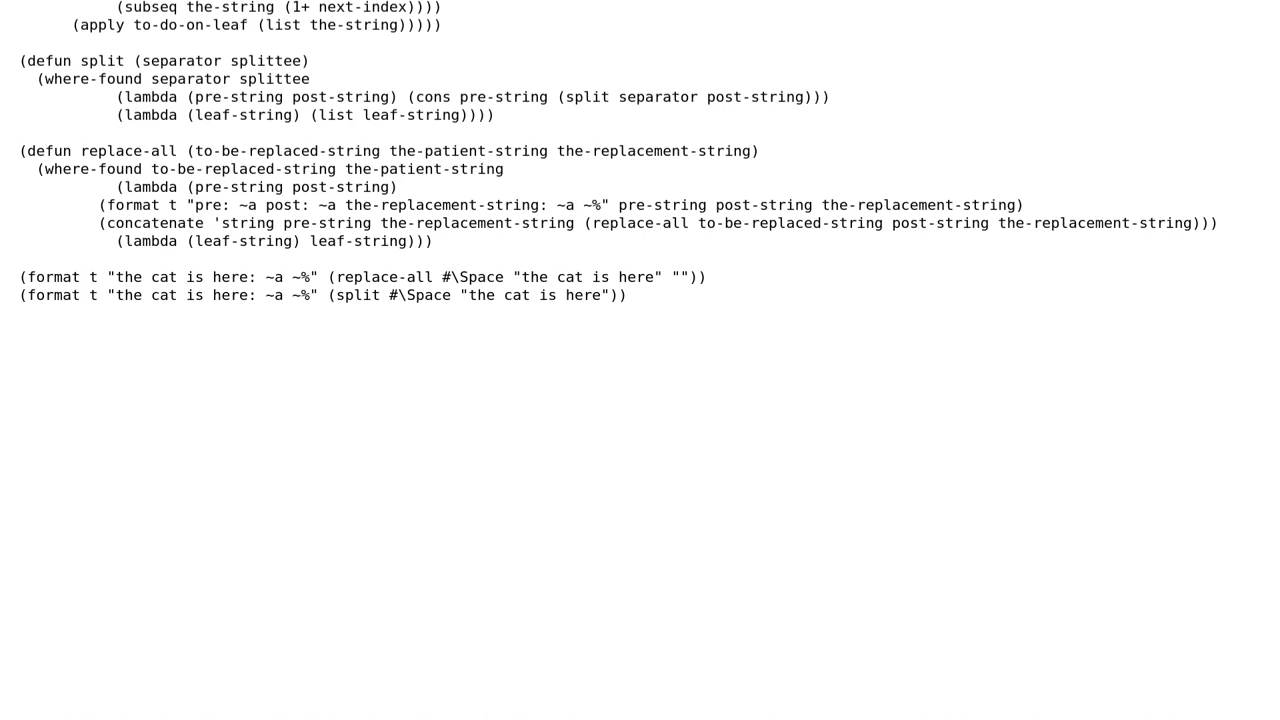 (subseq the-string (1+ next-index))))
(apply to-do-on-leaf (list the-string)))))
(defun split (separator splittee)
(where-found separator splittee
(lambda (pre-string post-string) (cons pre-string (split separator post-string)))
(lambda (leaf-string) (list leaf-string))))
(defun replace-all (to-be-replaced-string the-patient-string the-replacement-string)
(where-found to-be-replaced-string the-patient-string
(lambda (pre-string post-string)
(format t "pre: ~a post: ~a the-replacement-string: ~a ~%" pre-string post-string the-replacement-string)
(concatenate 'string pre-string the-replacement-string (replace-all to-be-replaced-string post-string the-replacement-string)))
(lambda (leaf-string) leaf-string)))
(format t "the cat is here: ~a ~%" (replace-all #\Space "the cat is here" ""))
(format t "the cat is here: ~a ~%" (split #\Space "the cat is here"))